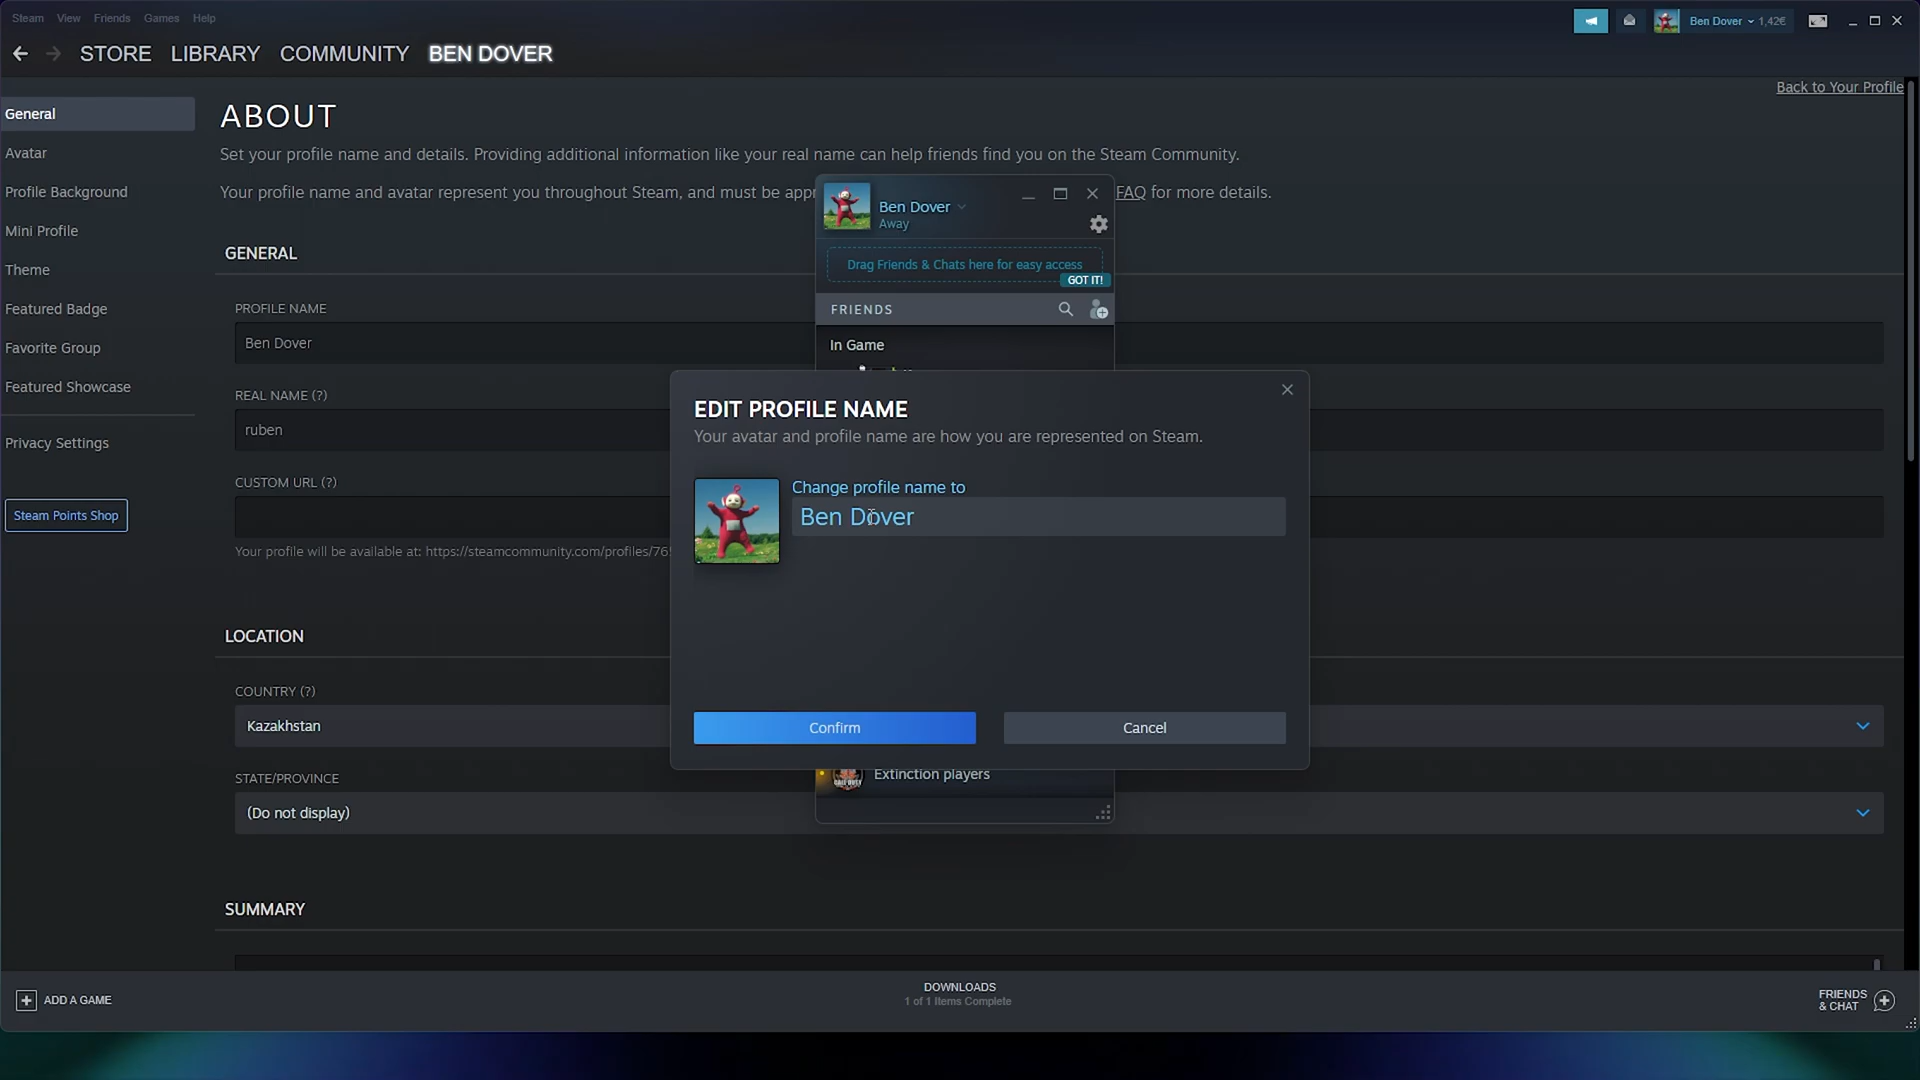 Steam View Friends Games Help
Ben Dover 1,42€
STORE LIBRARY COMMUNITY BEN DOVER
Back to Your Profile
General
Avatar
Profile Background
Mini Profile
Theme
Featured Badge
Favorite Group
Featured Showcase
Privacy Settings
Steam Points Shop
ABOUT
Set your profile name and details. Providing additional information like your real name can help friends find you on the Steam Community.
Your profile name and avatar represent you throughout Steam, and must be FAQ for more details.
GENERAL
PROFILE NAME
Ben Dover
REAL NAME (?)
ruben
CUSTOM URL (?)
Your profile will be available at: https://steamcommunity.com/profiles/76
LOCATION
COUNTRY (?)
Kazakhstan
STATE/PROVINCE
(Do not display)
SUMMARY
Ben Dover
Away
Drag Friends & Chats here for easy access
GOT IT!
FRIENDS
In Game
EDIT PROFILE NAME
Your avatar and profile name are how you are represented on Steam.
Change profile name to
Ben Dover
Confirm Cancel
Extinction players
ADD A GAME
DOWNLOADS
1 of 1 Items Complete
FRIENDS
& CHAT